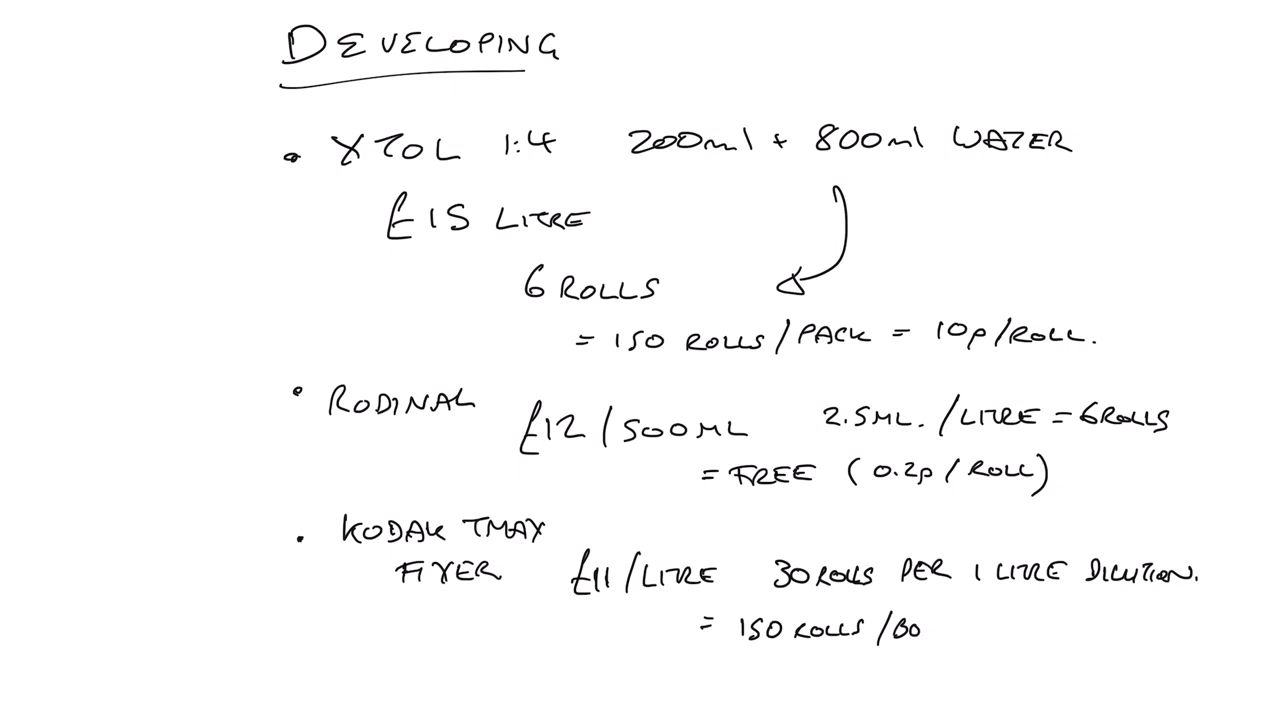 DEVELOPING
• XTOL 1:4 200ml + 800ml WATER
£15 LITRE
6 ROLLS
= 150 ROLLS/PACK = 10p/ROLL.
• RODINAL
£12/500ML 2.5ML./LITRE = 6ROLLS
= FREE (0.2p/ROLL)
• KODAK TMAX
FIXER £11/LITRE 30 ROLLS PER 1 LITRE DILUTION.
= 150 ROLLS/BO